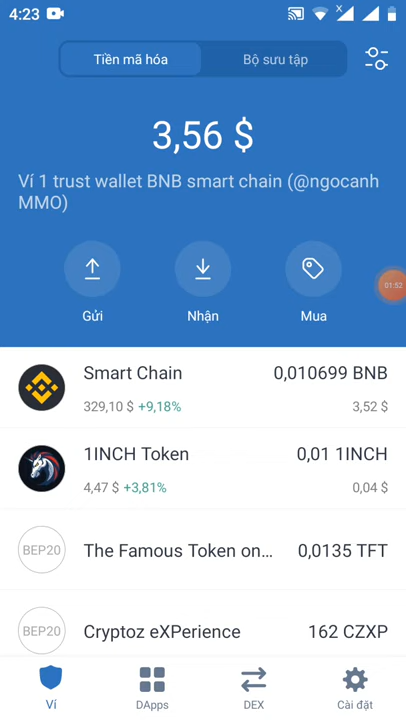 4:23
Tiền mã hóa
Bộ sưu tập
3,56 $
Ví 1 trust wallet BNB smart chain (@ngocanh
MMO)
Gửi
Nhận
Mua
01:52
Smart Chain
0,010699 BNB
329,10 $ +9,18%
3,52 $
1INCH Token
0,01 1INCH
4,47 $ +3,81%
0,04 $
BEP20
The Famous Token on...
0,0135 TFT
BEP20
Cryptoz eXPerience
162 CZXP
Ví
DApps
DEX
Cài đặt